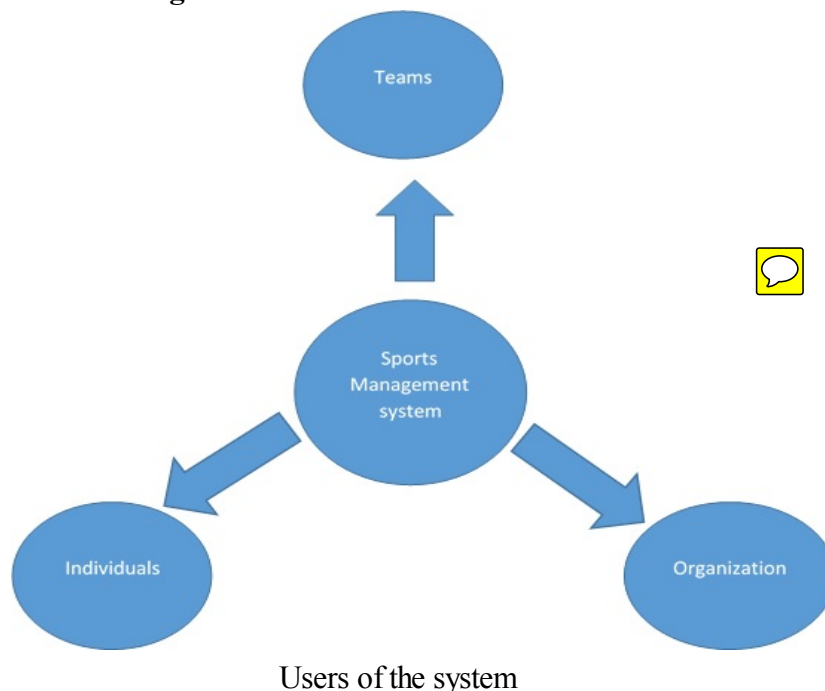 Teams
Sports
Management
system
Individuals
Organization
Users of the system